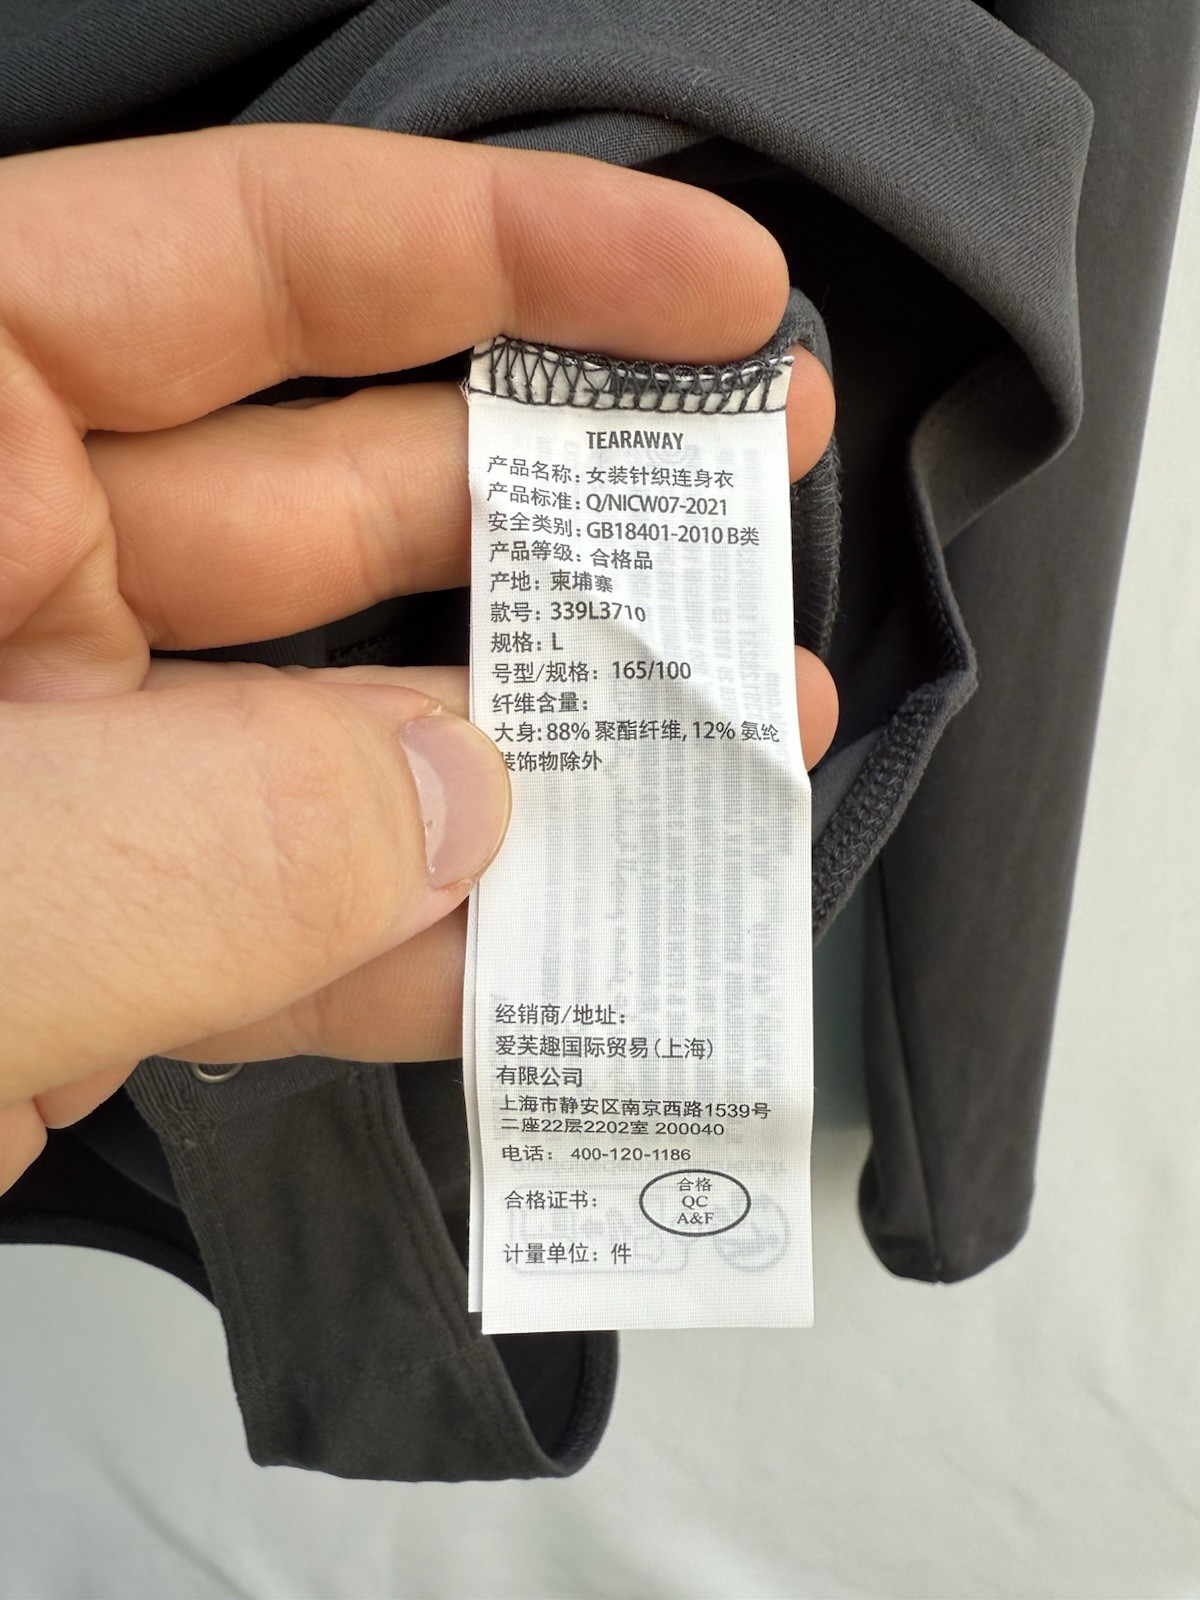 TEARAWAY
产品名称: 女装针织连身衣
产品标准: Q/NICW07-2021
安全类别: GB18401-2010 B类
产品等级: 合格品
产地: 柬埔寨
款号: 339L3710
规格: L
号型/规格: 165/100
纤维含量:
大身: 88% 聚酯纤维, 12% 氨纶
装饰物除外
经销商/地址:
爱芙趣国际贸易(上海)
有限公司
上海市静安区南京西路1539号
二座22层2202室 200040
电话: 400-120-1186
合格证书:
合格
QC
A&F
计量单位: 件